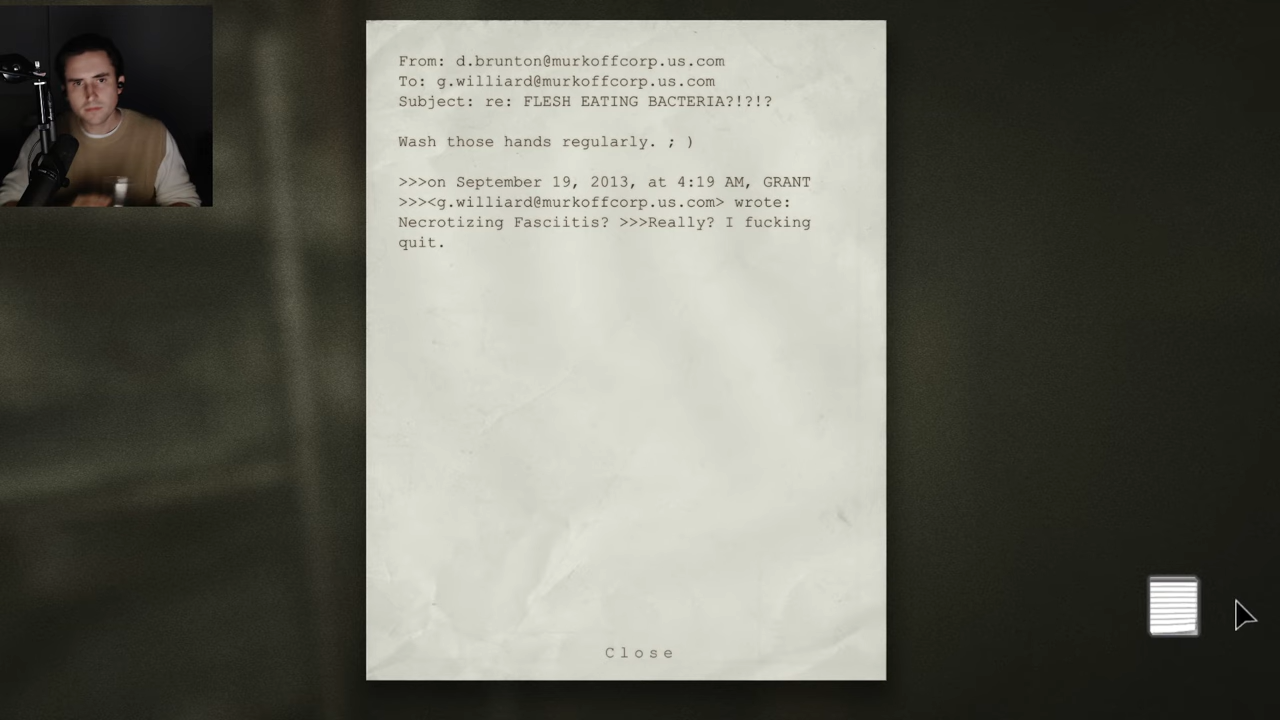 From: d.brunton@murkoffcorp.us.com
To: g.williard@murkoffcorp.us.com
Subject: re: FLESH EATING BACTERIA?!?!?
Wash those hands regularly. ; )
>>>on September 19, 2013, at 4:19 AM, GRANT
>>><g.williard@murkoffcorp.us.com> wrote:
Necrotizing Fasciitis? >>>Really? I fucking
quit.
Close